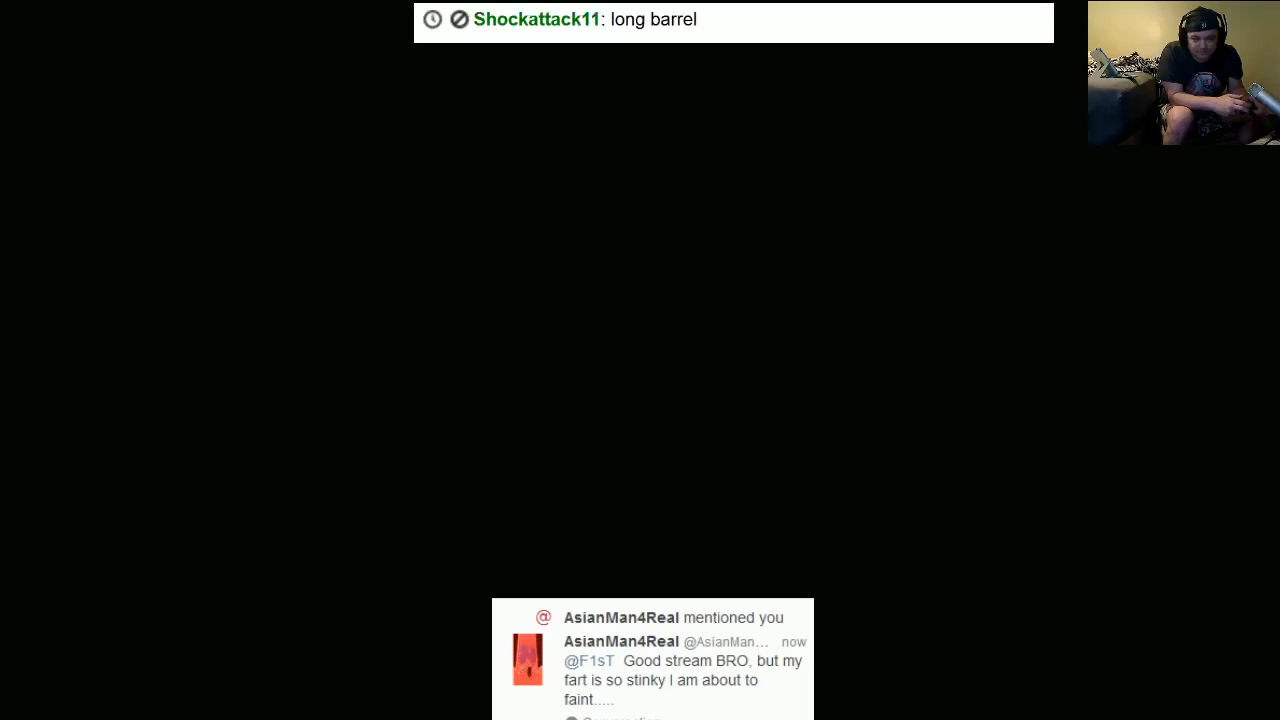 Shockattack11: long barrel
@ AsianMan4Real mentioned you
AsianMan4Real @AsianMan... now
@F1sT Good stream BRO, but my
fart is so stinky I am about to
faint.....